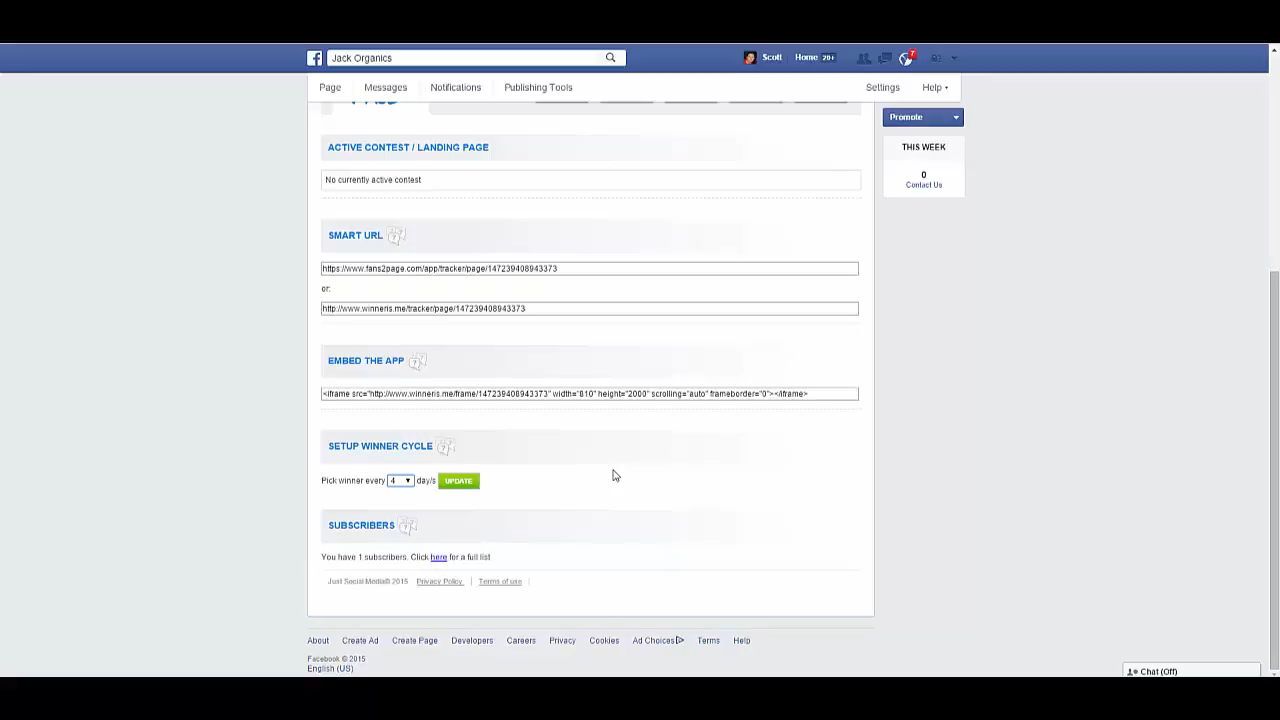 Jack Organics
Scott
Home 20+
7
Page
Messages
Notifications
Publishing Tools
Settings
Help
Promote
THIS WEEK
0
Contact Us
ACTIVE CONTEST / LANDING PAGE
No currently active contest
SMART URL
https://www.fans2page.com/app/tracker/page/147239408943373
or:
http://www.winneris.me/tracker/page/147239408943373
EMBED THE APP
<iframe src="http://www.winneris.me/frame/147239408943373" width="810" height="2000" scrolling="auto" frameborder="0"></iframe>
SETUP WINNER CYCLE
Pick winner every 4 day/s UPDATE
SUBSCRIBERS
You have 1 subscribers. Click here for a full list
Just Social Media© 2015 Privacy Policy | Terms of use |
About Create Ad Create Page Developers Careers Privacy Cookies Ad Choices Terms Help
Facebook © 2015
English (US)
Chat (Off)